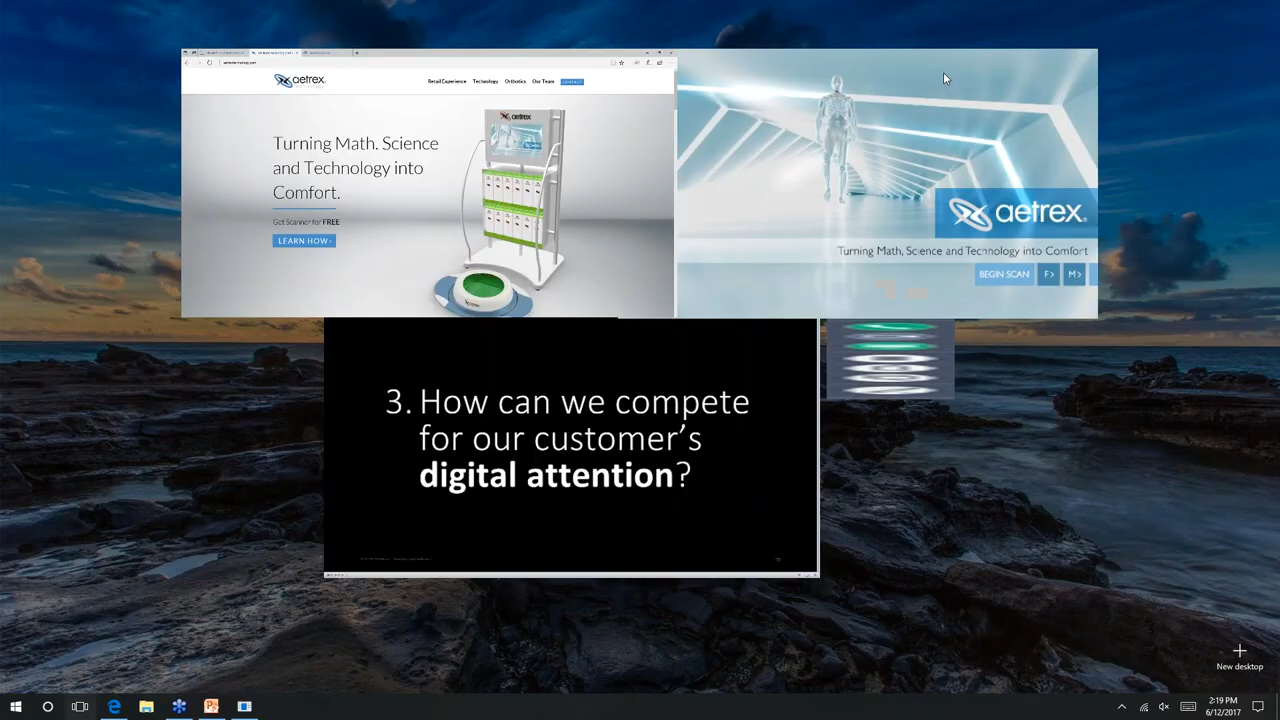 aetrex
Retail Experience Technology Orthotics Our Team CONTACT
aetrex
Turning Math. Science
and Technology into
Comfort.
Get Scanner for FREE
LEARN HOW ›
aetrex
Turning Math, Science and Technology into Comfort
BEGIN SCAN F> M>
3. How can we compete
for our customer's
digital attention?
New desktop
2:19 PM
6/12/2017